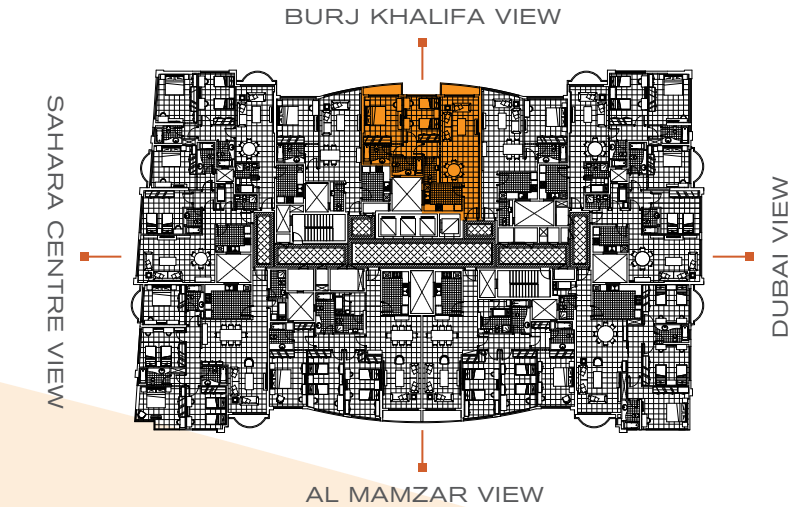 BURJ KHALIFA VIEW
SAHARA CENTRE VIEW
DUBAI VIEW
AL MAMZAR VIEW